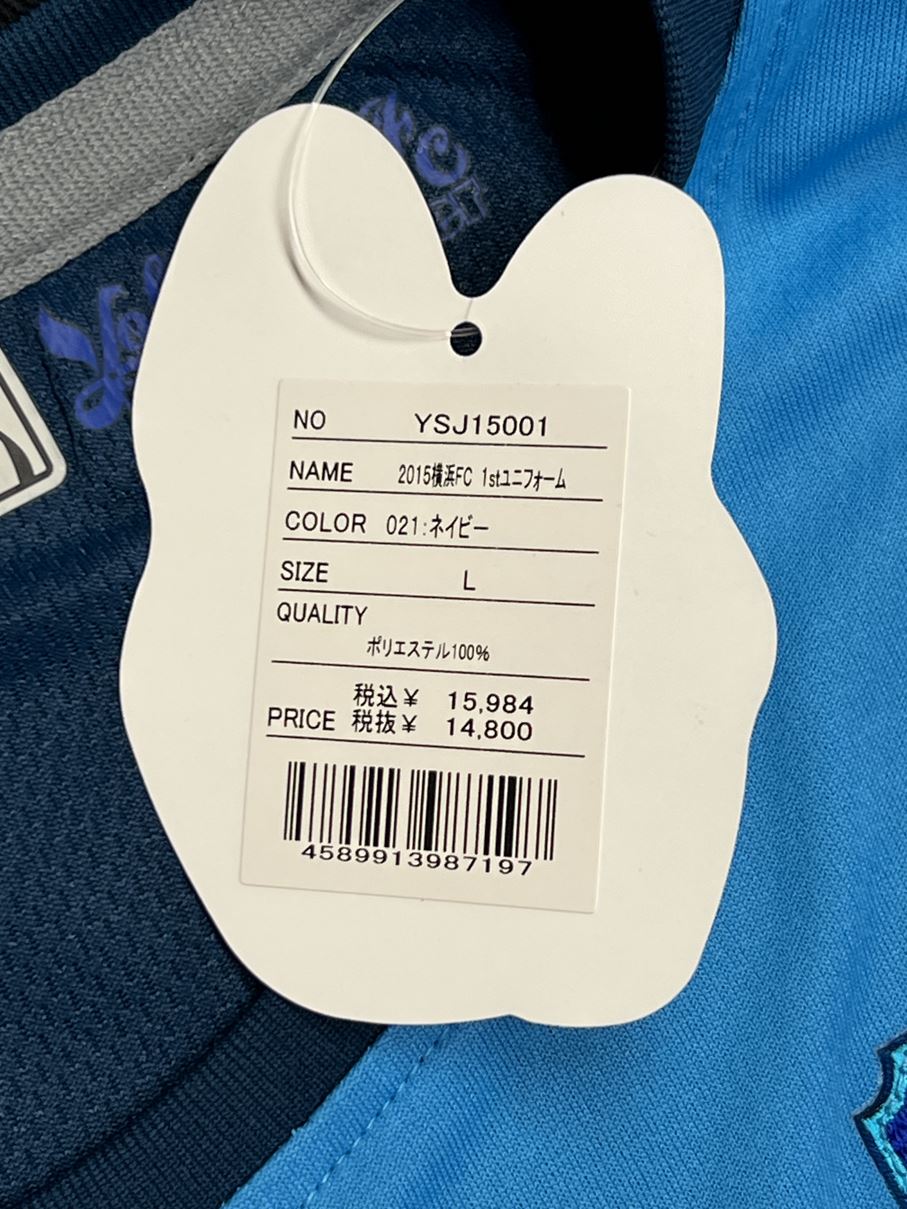 NO YSJ15001
NAME 2015横浜FC 1stユニフォーム
COLOR 021:ネイビー
SIZE L
QUALITY
ポリエステル100%
税込¥ 15,984
PRICE 税抜¥ 14,800
4589913987197